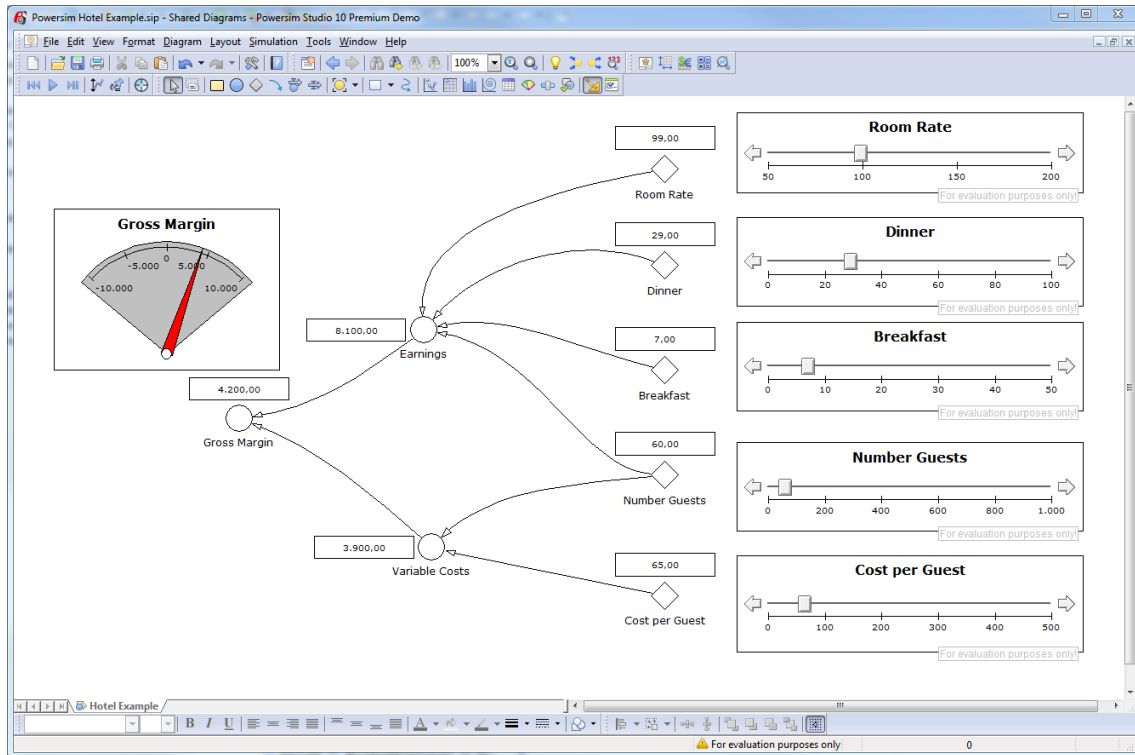 Powersim Hotel Example.sip - Shared Diagrams - Powersim Studio 10 Premium Demo
File Edit View Format Diagram Layout Simulation Tools Window Help
100%
123
99,00
Room Rate
Room Rate
50 100 150 200
For evaluation purposes only!
Gross Margin
-10.000 -5.000 0 5.000 10.000
29,00
Dinner
Dinner
0 20 40 60 80 100
For evaluation purposes only!
8.100,00
Earnings
7,00
Breakfast
Breakfast
0 10 20 30 40 50
For evaluation purposes only!
4.200,00
Gross Margin
60,00
Number Guests
Number Guests
0 200 400 600 800 1.000
For evaluation purposes only!
3.900,00
Variable Costs
65,00
Cost per Guest
Cost per Guest
0 100 200 300 400 500
For evaluation purposes only!
Hotel Example
B I U A
For evaluation purposes only 0